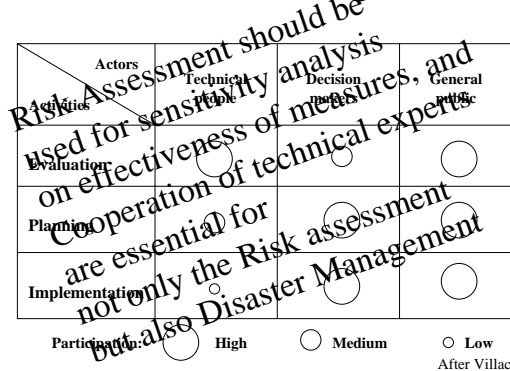 Actors
Activities
Technical people
Decision makers
General public
Evaluation
Planning
Implementation
Participation:
High
Medium
Low
After Villac
Risk Assessment should be
used for sensitivity analysis
on effectiveness of measures, and
Cooperation of technical experts
are essential for
not only the Risk assessment
but also Disaster Management